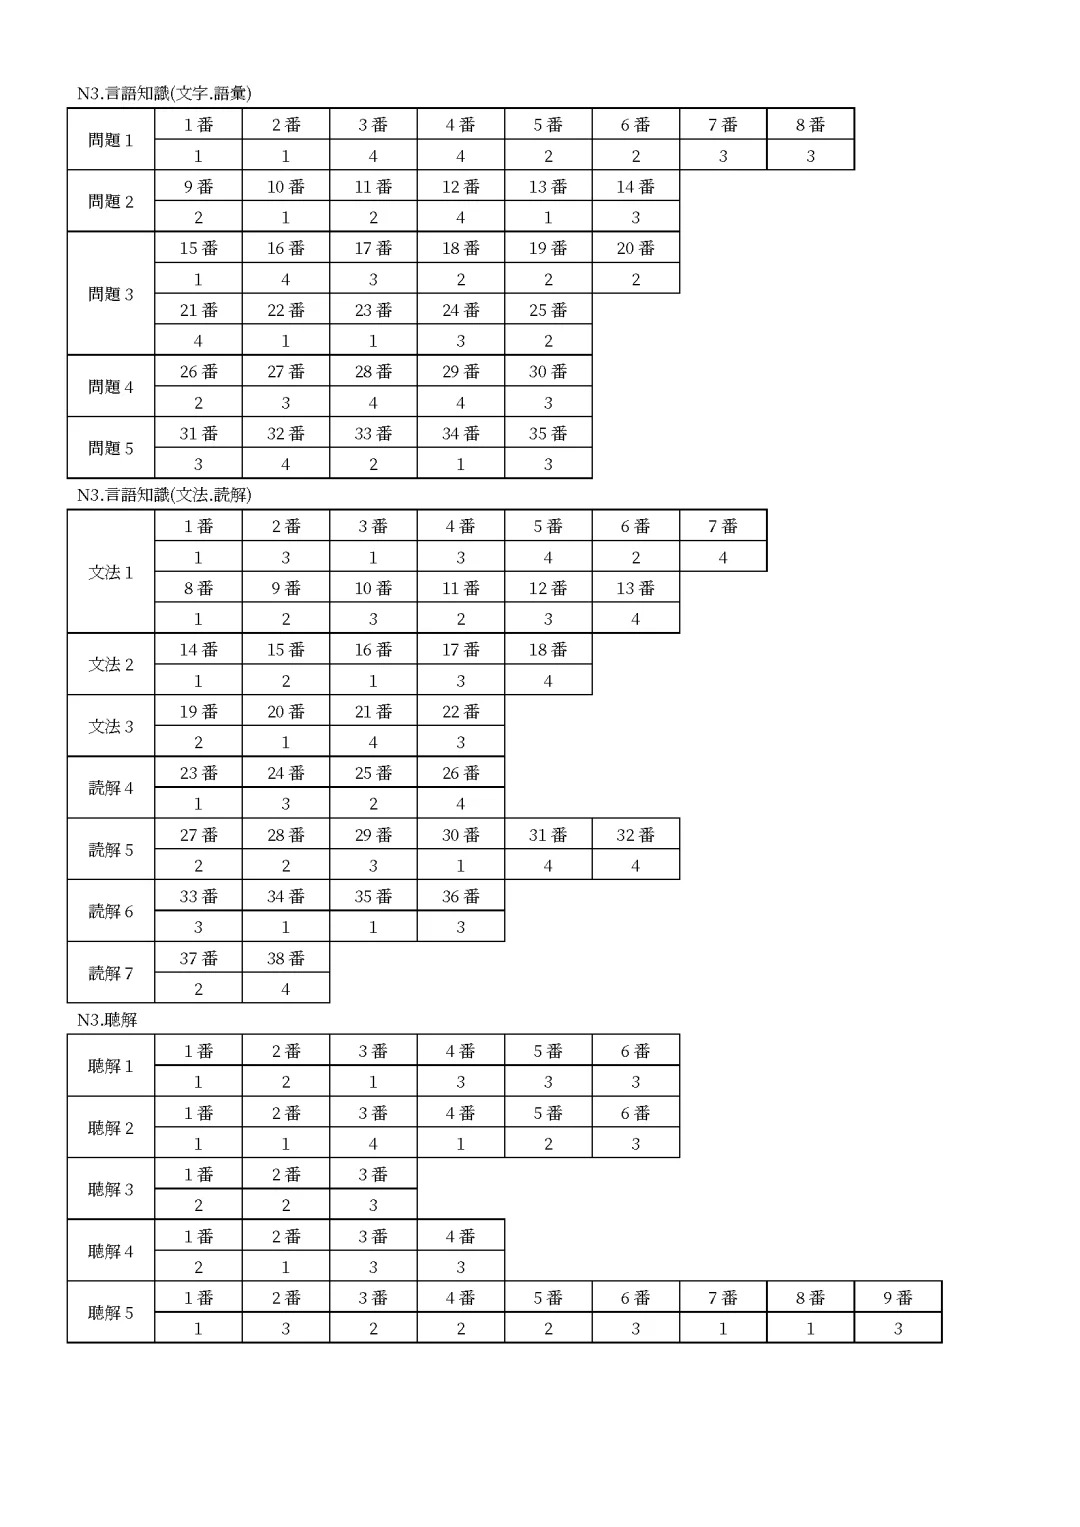 N3.言語知識(文字.語彙)
問題 1
1 番 2 番 3 番 4 番 5 番 6 番 7 番 8 番
1 1 4 4 2 2 3 3
問題 2
9 番 10 番 11 番 12 番 13 番 14 番
2 1 2 4 1 3
問題 3
15 番 16 番 17 番 18 番 19 番 20 番
1 4 3 2 2 2
21 番 22 番 23 番 24 番 25 番
4 1 1 3 2
問題 4
26 番 27 番 28 番 29 番 30 番
2 3 4 4 3
問題 5
31 番 32 番 33 番 34 番 35 番
3 4 2 1 3
N3.言語知識(文法.読解)
文法 1
1 番 2 番 3 番 4 番 5 番 6 番 7 番
1 3 1 3 4 2 4
8 番 9 番 10 番 11 番 12 番 13 番
1 2 3 2 3 4
文法 2
14 番 15 番 16 番 17 番 18 番
1 2 1 3 4
文法 3
19 番 20 番 21 番 22 番
2 1 4 3
読解 4
23 番 24 番 25 番 26 番
1 3 2 4
読解 5
27 番 28 番 29 番 30 番 31 番 32 番
2 2 3 1 4 4
読解 6
33 番 34 番 35 番 36 番
3 1 1 3
読解 7
37 番 38 番
2 4
N3.聴解
聴解 1
1 番 2 番 3 番 4 番 5 番 6 番
1 2 1 3 3 3
聴解 2
1 番 2 番 3 番 4 番 5 番 6 番
1 1 4 1 2 3
聴解 3
1 番 2 番 3 番
2 2 3
聴解 4
1 番 2 番 3 番 4 番
2 1 3 3
聴解 5
1 番 2 番 3 番 4 番 5 番 6 番 7 番 8 番 9 番
1 3 2 2 2 3 1 1 3